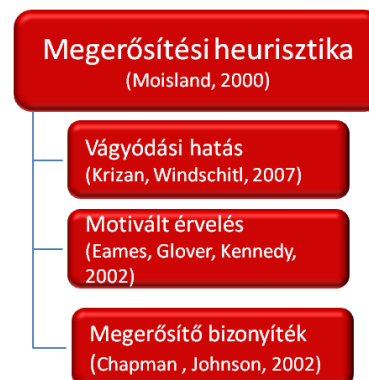 Megerősítési heurisztika
(Moisland, 2000)
Vágyódási hatás
(Krizan, Windschitl, 2007)
Motivált érvelés
(Eames, Glover, Kennedy,
2002)
Megerősítő bizonyíték
(Chapman , Johnson, 2002)